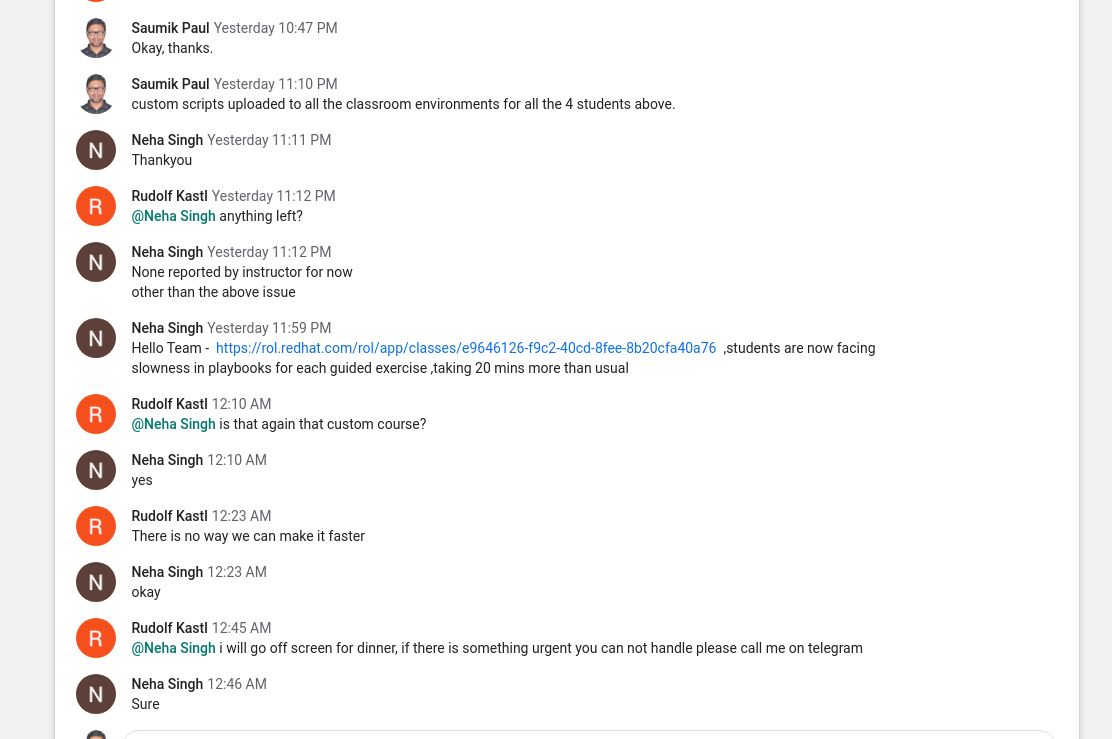 Saumik Paul Yesterday 10:47 PM
Okay, thanks.
Saumik Paul Yesterday 11:10 PM
custom scripts uploaded to all the classroom environments for all the 4 students above.
N
Neha Singh Yesterday 11:11 PM
Thankyou
R
Rudolf Kastl Yesterday 11:12 PM
@Neha Singh anything left?
N
Neha Singh Yesterday 11:12 PM
None reported by instructor for now
other than the above issue
N
Neha Singh Yesterday 11:59 PM
Hello Team - https://rol.redhat.com/rol/app/classes/e9646126-f9c2-40cd-8fee-8b20cfa40a76 ,students are now facing
slowness in playbooks for each guided exercise ,taking 20 mins more than usual
R
Rudolf Kastl 12:10 AM
@Neha Singh is that again that custom course?
N
Neha Singh 12:10 AM
yes
R
Rudolf Kastl 12:23 AM
There is no way we can make it faster
N
Neha Singh 12:23 AM
okay
R
Rudolf Kastl 12:45 AM
@Neha Singh i will go off screen for dinner, if there is something urgent you can not handle please call me on telegram
N
Neha Singh 12:46 AM
Sure